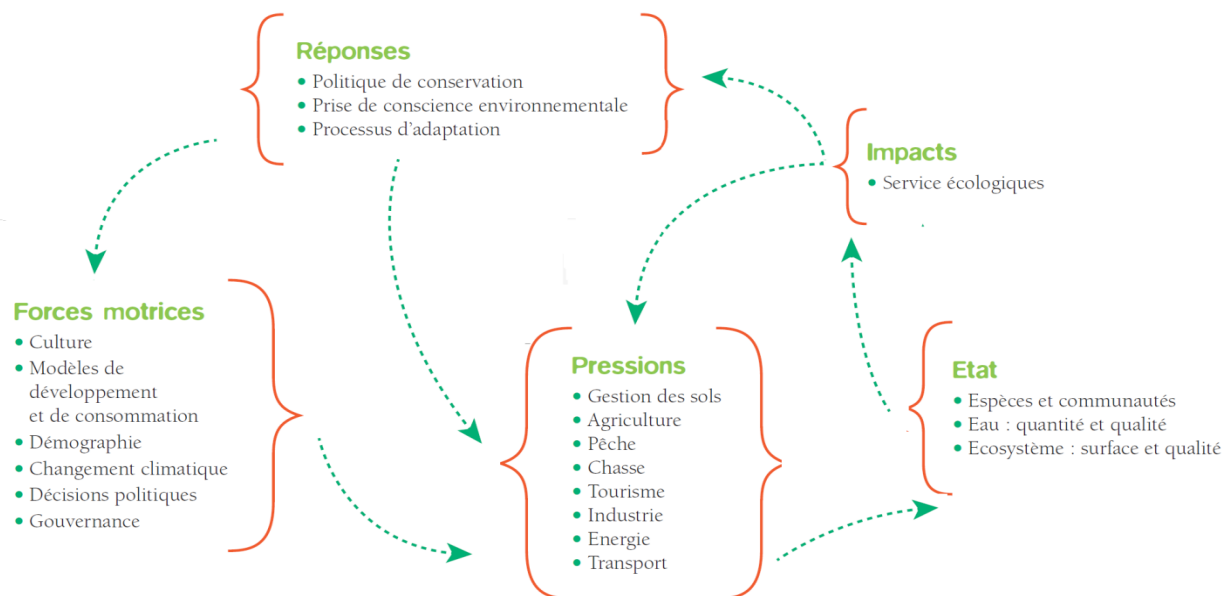 Réponses
• Politique de conservation
• Prise de conscience environnementale
• Processus d'adaptation
Impacts
• Service écologiques
Forces motrices
• Culture
• Modèles de
développement
et de consommation
• Démographie
• Changement climatique
• Décisions politiques
• Gouvernance
Pressions
• Gestion des sols
• Agriculture
• Pêche
• Chasse
• Tourisme
• Industrie
• Energie
• Transport
Etat
• Espèces et communautés
• Eau : quantité et qualité
• Ecosystème : surface et qualité